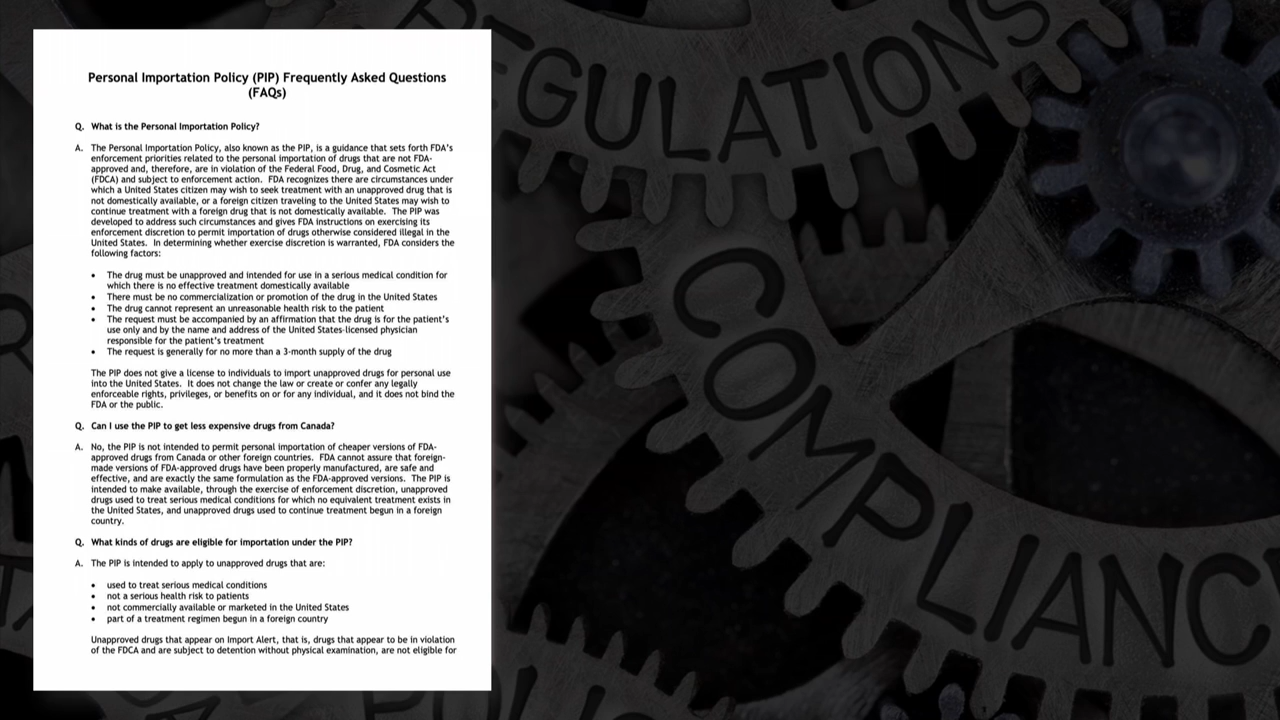 Personal Importation Policy (PIP) Frequently Asked Questions
(FAQs)
Q. What is the Personal Importation Policy?
A. The Personal Importation Policy, also known as the PIP, is a guidance that sets forth FDA's
enforcement priorities related to the personal importation of drugs that are not FDA-
approved and, therefore, are in violation of the Federal Food, Drug, and Cosmetic Act
(FDCA) and subject to enforcement action. FDA recognizes there are circumstances under
which a United States citizen may wish to seek treatment with an unapproved drug that is
not domestically available, or a foreign citizen traveling to the United States may wish to
continue treatment with a foreign drug that is not domestically available. The PIP was
developed to address such circumstances and gives FDA instructions on exercising its
enforcement discretion to permit importation of drugs otherwise considered illegal in the
United States. In determining whether exercise discretion is warranted, FDA considers the
following factors:
• The drug must be unapproved and intended for use in a serious medical condition for
which there is no effective treatment domestically available
• There must be no commercialization or promotion of the drug in the United States
• The drug cannot represent an unreasonable health risk to the patient
• The request must be accompanied by an affirmation that the drug is for the patient's
use only and by the name and address of the United States-licensed physician
responsible for the patient's treatment
• The request is generally for no more than a 3-month supply of the drug
The PIP does not give a license to individuals to import unapproved drugs for personal use
into the United States. It does not change the law or create or confer any legally
enforceable rights, privileges, or benefits on or for any individual, and it does not bind the
FDA or the public.
Q. Can I use the PIP to get less expensive drugs from Canada?
A. No, the PIP is not intended to permit personal importation of cheaper versions of FDA-
approved drugs from Canada or other foreign countries. FDA cannot assure that foreign-
made versions of FDA-approved drugs have been properly manufactured, are safe and
effective, and are exactly the same formulation as the FDA-approved versions. The PIP is
intended to make available, through the exercise of enforcement discretion, unapproved
drugs used to treat serious medical conditions for which no equivalent treatment exists in
the United States, and unapproved drugs used to continue treatment begun in a foreign
country.
Q. What kinds of drugs are eligible for importation under the PIP?
A. The PIP is intended to apply to unapproved drugs that are:
• used to treat serious medical conditions
• not a serious health risk to patients
• not commercially available or marketed in the United States
• part of a treatment regimen begun in a foreign country
Unapproved drugs that appear on Import Alert, that is, drugs that appear to be in violation
of the FDCA and are subject to detention without physical examination, are not eligible for
REGULATIONS
COMPLIANC